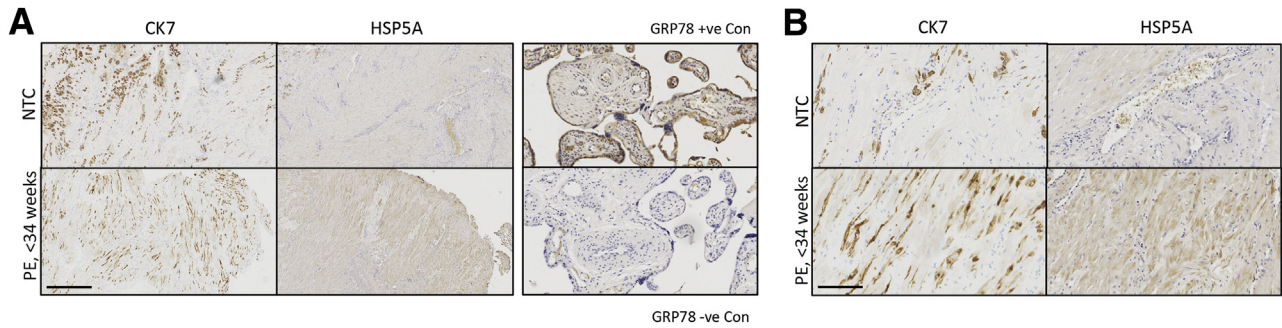 A
CK7
HSP5A
GRP78 +ve Con
NTC
PE, <34 weeks
GRP78 -ve Con
B
CK7
HSP5A
NTC
PE, <34 weeks